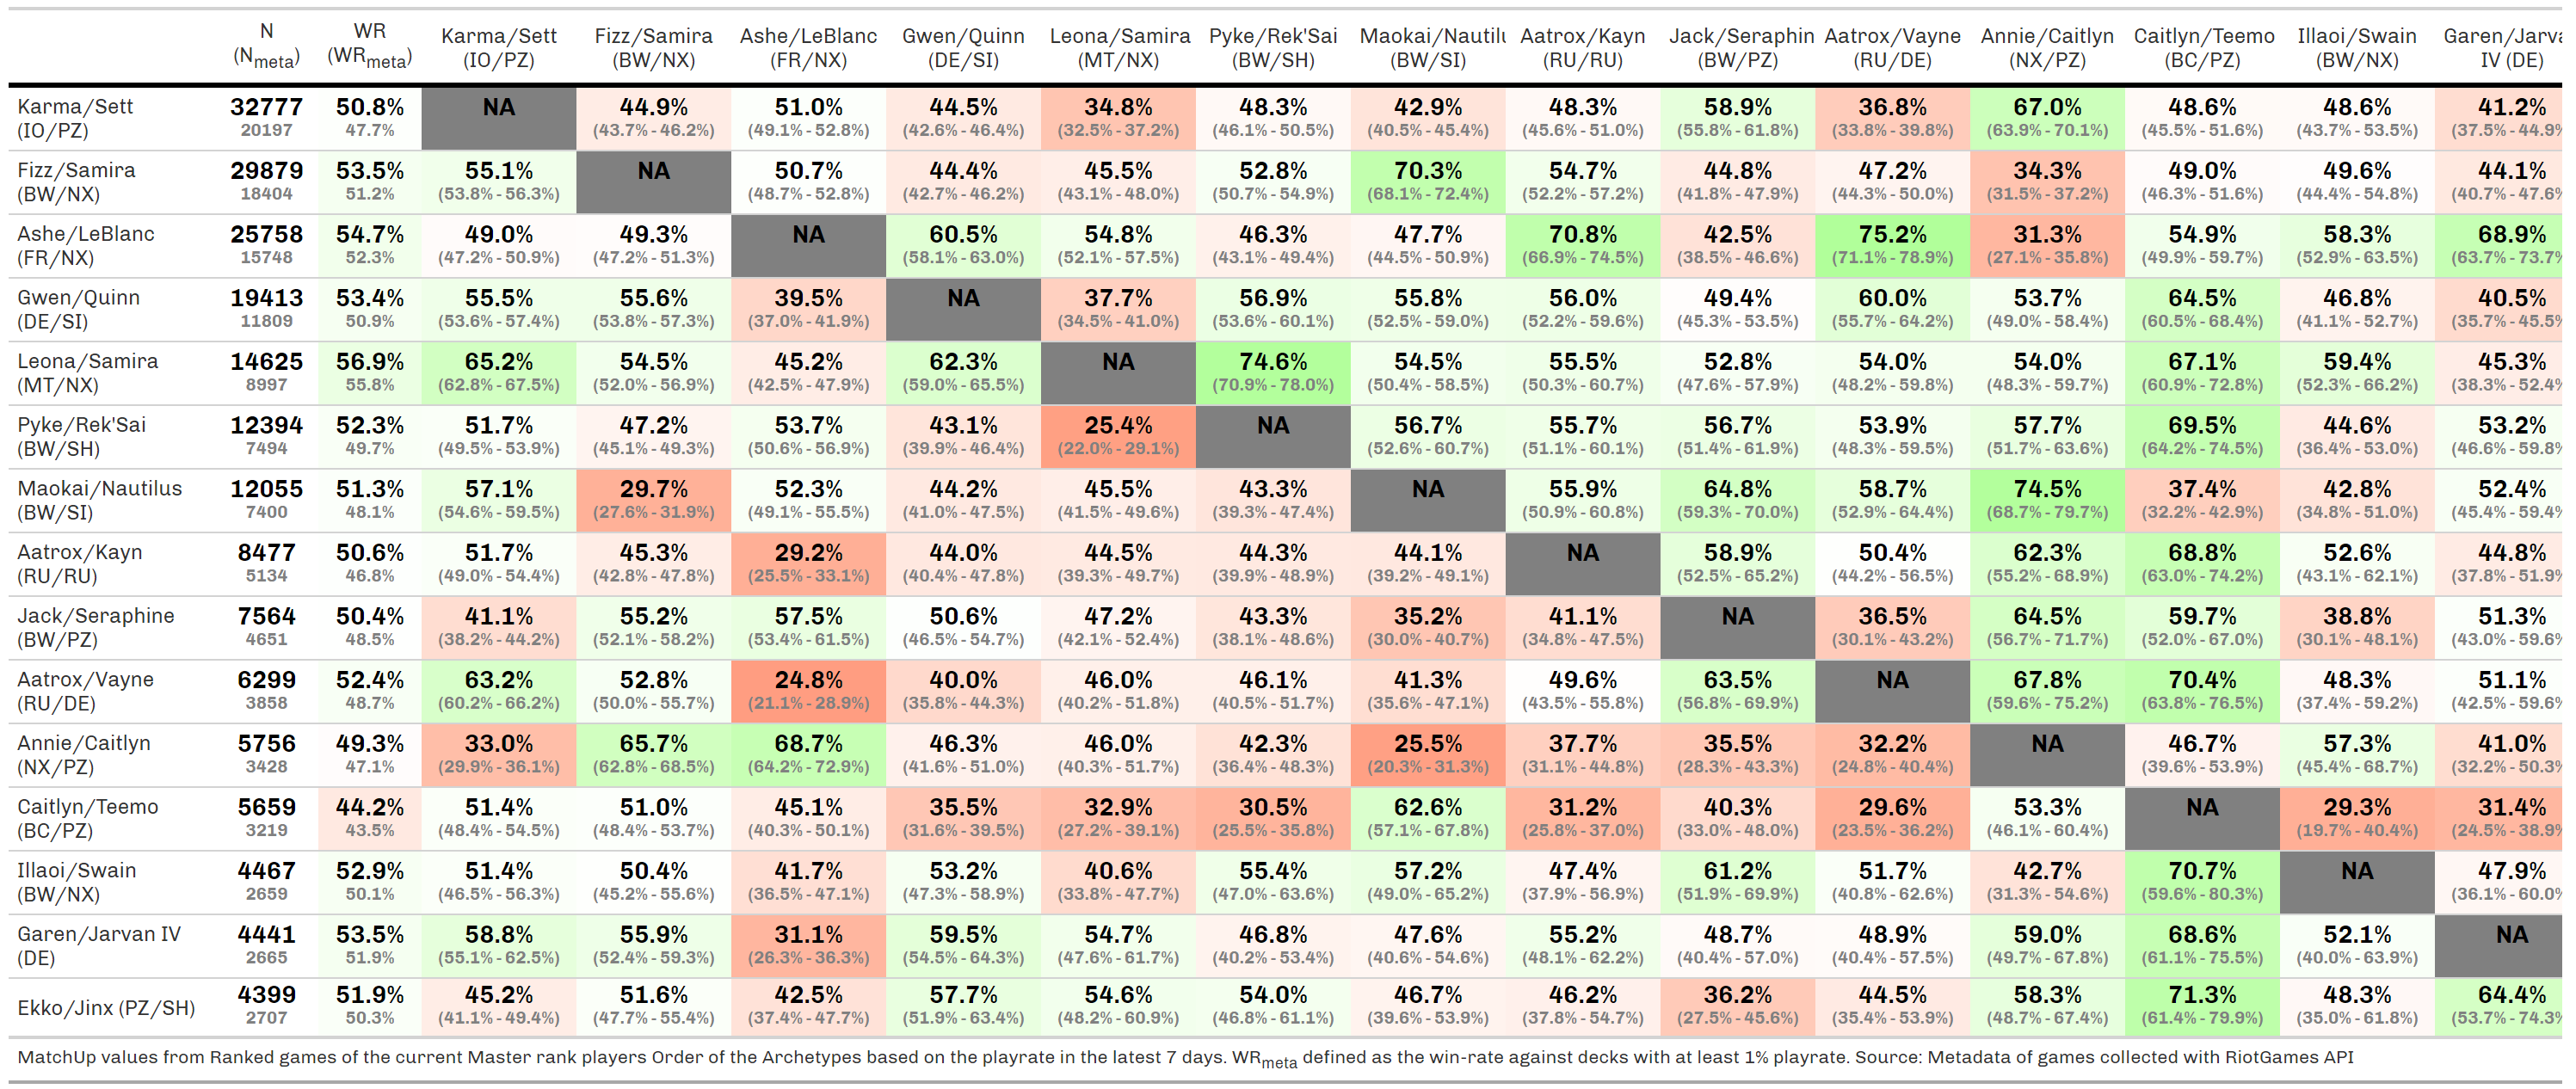 N WR Karma/Sett Fizz/Samira Ashe/LeBlanc Gwen/Quinn Leona/Samira Pyke/Rek'Sai Maokai/Nautilu Aatrox/Kayn Jack/Seraphin Aatrox/Vayne Annie/Caitlyn Caitlyn/Teemo Illaoi/Swain Garen/Jarva
(Nmeta) (WRmeta) (IO/PZ) (BW/NX) (FR/NX) (DE/SI) (MT/NX) (BW/SH) (BW/SI) (RU/RU) (BW/PZ) (RU/DE) (NX/PZ) (BC/PZ) (BW/NX) IV (DE)
Karma/Sett 32777 50.8% NA 44.9% 51.0% 44.5% 34.8% 48.3% 42.9% 48.3% 58.9% 36.8% 67.0% 48.6% 48.6% 41.2%
(IO/PZ) 20197 47.7% (43.7% - 46.2%) (49.1% - 52.8%) (42.6% - 46.4%) (32.5% - 37.2%) (46.1% - 50.5%) (40.5% - 45.4%) (45.6% - 51.0%) (55.8% - 61.8%) (33.8% - 39.8%) (63.9% - 70.1%) (45.5% - 51.6%) (43.7% - 53.5%) (37.5% - 44.9%
Fizz/Samira 29879 53.5% 55.1% NA 50.7% 44.4% 45.5% 52.8% 70.3% 54.7% 44.8% 47.2% 34.3% 49.0% 49.6% 44.1%
(BW/NX) 18404 51.2% (53.8% - 56.3%) (48.7% - 52.8%) (42.7% - 46.2%) (43.1% - 48.0%) (50.7% - 54.9%) (68.1% - 72.4%) (52.2% - 57.2%) (41.8% - 47.9%) (44.3% - 50.0%) (31.5% - 37.2%) (46.3% - 51.6%) (44.4% - 54.8%) (40.7% - 47.6%
Ashe/LeBlanc 25758 54.7% 49.0% 49.3% NA 60.5% 54.8% 46.3% 47.7% 70.8% 42.5% 75.2% 31.3% 54.9% 58.3% 68.9%
(FR/NX) 15748 52.3% (47.2% - 50.9%) (47.2% - 51.3%) (58.1% - 63.0%) (52.1% - 57.5%) (43.1% - 49.4%) (44.5% - 50.9%) (66.9% - 74.5%) (38.5% - 46.6%) (71.1% - 78.9%) (27.1% - 35.8%) (49.9% - 59.7%) (52.9% - 63.5%) (63.7% - 73.7%
Gwen/Quinn 19413 53.4% 55.5% 55.6% 39.5% NA 37.7% 56.9% 55.8% 56.0% 49.4% 60.0% 53.7% 64.5% 46.8% 40.5%
(DE/SI) 11809 50.9% (53.6% - 57.4%) (53.8% - 57.3%) (37.0% - 41.9%) (34.5% - 41.0%) (53.6% - 60.1%) (52.5% - 59.0%) (52.2% - 59.6%) (45.3% - 53.5%) (55.7% - 64.2%) (49.0% - 58.4%) (60.5% - 68.4%) (41.1% - 52.7%) (35.7% - 45.5%
Leona/Samira 14625 56.9% 65.2% 54.5% 45.2% 62.3% NA 74.6% 54.5% 55.5% 52.8% 54.0% 54.0% 67.1% 59.4% 45.3%
(MT/NX) 8997 55.8% (62.8% - 67.5%) (52.0% - 56.9%) (42.5% - 47.9%) (59.0% - 65.5%) (70.9% - 78.0%) (50.4% - 58.5%) (50.3% - 60.7%) (47.6% - 57.9%) (48.2% - 59.8%) (48.3% - 59.7%) (60.9% - 72.8%) (52.3% - 66.2%) (38.3% - 52.4%
Pyke/Rek'Sai 12394 52.3% 51.7% 47.2% 53.7% 43.1% 25.4% NA 56.7% 55.7% 56.7% 53.9% 57.7% 69.5% 44.6% 53.2%
(BW/SH) 7494 49.7% (49.5% - 53.9%) (45.1% - 49.3%) (50.6% - 56.9%) (39.9% - 46.4%) (22.0% - 29.1%) (52.6% - 60.7%) (51.1% - 60.1%) (51.4% - 61.9%) (48.3% - 59.5%) (51.7% - 63.6%) (64.2% - 74.5%) (36.4% - 53.0%) (46.6% - 59.8%
Maokai/Nautilus 12055 51.3% 57.1% 29.7% 52.3% 44.2% 45.5% 43.3% NA 55.9% 64.8% 58.7% 74.5% 37.4% 42.8% 52.4%
(BW/SI) 7400 48.1% (54.6% - 59.5%) (27.6% - 31.9%) (49.1% - 55.5%) (41.0% - 47.5%) (41.5% - 49.6%) (39.3% - 47.4%) (50.9% - 60.8%) (59.3% - 70.0%) (52.9% - 64.4%) (68.7% - 79.7%) (32.2% - 42.9%) (34.8% - 51.0%) (45.4% - 59.4%
Aatrox/Kayn 8477 50.6% 51.7% 45.3% 29.2% 44.0% 44.5% 44.3% 44.1% NA 58.9% 50.4% 62.3% 68.8% 52.6% 44.8%
(RU/RU) 5134 46.8% (49.0% - 54.4%) (42.8% - 47.8%) (25.5% - 33.1%) (40.4% - 47.8%) (39.3% - 49.7%) (39.9% - 48.9%) (39.2% - 49.1%) (52.5% - 65.2%) (44.2% - 56.5%) (55.2% - 68.9%) (63.0% - 74.2%) (43.1% - 62.1%) (37.8% - 51.9%
Jack/Seraphine 7564 50.4% 41.1% 55.2% 57.5% 50.6% 47.2% 43.3% 35.2% 41.1% NA 36.5% 64.5% 59.7% 38.8% 51.3%
(BW/PZ) 4651 48.5% (38.2% - 44.2%) (52.1% - 58.2%) (53.4% - 61.5%) (46.5% - 54.7%) (42.1% - 52.4%) (38.1% - 48.6%) (30.0% - 40.7%) (34.8% - 47.5%) (30.1% - 43.2%) (56.7% - 71.7%) (52.0% - 67.0%) (30.1% - 48.1%) (43.0% - 59.6%
Aatrox/Vayne 6299 52.4% 63.2% 52.8% 24.8% 40.0% 46.0% 46.1% 41.3% 49.6% 63.5% NA 67.8% 70.4% 48.3% 51.1%
(RU/DE) 3858 48.7% (60.2% - 66.2%) (50.0% - 55.7%) (21.1% - 28.9%) (35.8% - 44.3%) (40.2% - 51.8%) (40.5% - 51.7%) (35.6% - 47.1%) (43.5% - 55.8%) (56.8% - 69.9%) (59.6% - 75.2%) (63.8% - 76.5%) (37.4% - 59.2%) (42.5% - 59.6%
Annie/Caitlyn 5756 49.3% 33.0% 65.7% 68.7% 46.3% 46.0% 42.3% 25.5% 37.7% 35.5% 32.2% NA 46.7% 57.3% 41.0%
(NX/PZ) 3428 47.1% (29.9% - 36.1%) (62.8% - 68.5%) (64.2% - 72.9%) (41.6% - 51.0%) (40.3% - 51.7%) (36.4% - 48.3%) (20.3% - 31.3%) (31.1% - 44.8%) (28.3% - 43.3%) (24.8% - 40.4%) (39.6% - 53.9%) (45.4% - 68.7%) (32.2% - 50.3%
Caitlyn/Teemo 5659 44.2% 51.4% 51.0% 45.1% 35.5% 32.9% 30.5% 62.6% 31.2% 40.3% 29.6% 53.3% NA 29.3% 31.4%
(BC/PZ) 3219 43.5% (48.4% - 54.5%) (48.4% - 53.7%) (40.3% - 50.1%) (31.6% - 39.5%) (27.2% - 39.1%) (25.5% - 35.8%) (57.1% - 67.8%) (25.8% - 37.0%) (33.0% - 48.0%) (23.5% - 36.2%) (46.1% - 60.4%) (19.7% - 40.4%) (24.5% - 38.9%
Illaoi/Swain 4467 52.9% 51.4% 50.4% 41.7% 53.2% 40.6% 55.4% 57.2% 47.4% 61.2% 51.7% 42.7% 70.7% NA 47.9%
(BW/NX) 2659 50.1% (46.5% - 56.3%) (45.2% - 55.6%) (36.5% - 47.1%) (47.3% - 58.9%) (33.8% - 47.7%) (47.0% - 63.6%) (49.0% - 65.2%) (37.9% - 56.9%) (51.9% - 69.9%) (40.8% - 62.6%) (31.3% - 54.6%) (59.6% - 80.3%) (36.1% - 60.0%
Garen/Jarvan IV 4441 53.5% 58.8% 55.9% 31.1% 59.5% 54.7% 46.8% 47.6% 55.2% 48.7% 48.9% 59.0% 68.6% 52.1% NA
(DE) 2665 51.9% (55.1% - 62.5%) (52.4% - 59.3%) (26.3% - 36.3%) (54.5% - 64.3%) (47.6% - 61.7%) (40.2% - 53.4%) (40.6% - 54.6%) (48.1% - 62.2%) (40.4% - 57.0%) (40.4% - 57.5%) (49.7% - 67.8%) (61.1% - 75.5%) (40.0% - 63.9%)
Ekko/Jinx (PZ/SH) 4399 51.9% 45.2% 51.6% 42.5% 57.7% 54.6% 54.0% 46.7% 46.2% 36.2% 44.5% 58.3% 71.3% 48.3% 64.4%
2707 50.3% (41.1% - 49.4%) (47.7% - 55.4%) (37.4% - 47.7%) (51.9% - 63.4%) (48.2% - 60.9%) (46.8% - 61.1%) (39.6% - 53.9%) (37.8% - 54.7%) (27.5% - 45.6%) (35.4% - 53.9%) (48.7% - 67.4%) (61.4% - 79.9%) (35.0% - 61.8%) (53.7% - 74.3%
MatchUp values from Ranked games of the current Master rank players Order of the Archetypes based on the playrate in the latest 7 days. WRmeta defined as the win-rate against decks with at least 1% playrate. Source: Metadata of games collected with RiotGames API